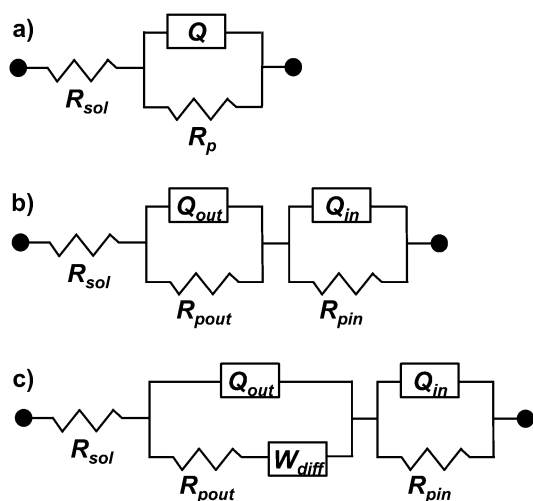 a)
Q
R_sol
R_p
b)
Q_out
Q_in
R_sol
R_pout
R_pin
c)
Q_out
Q_in
R_sol
R_pout
W_diff
R_pin